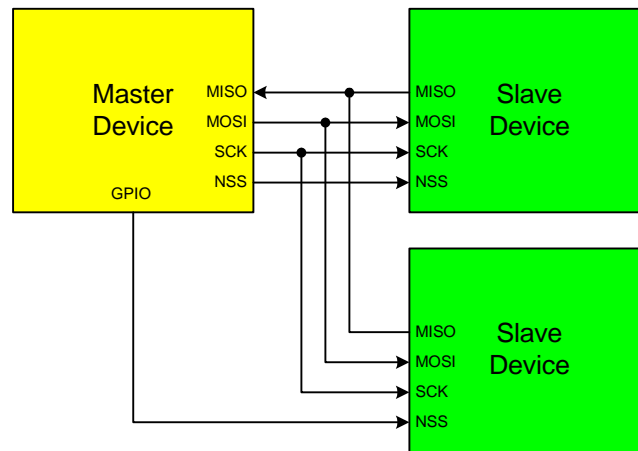 Master
Device
MISO
MOSI
SCK
NSS
GPIO
MISO
MOSI
SCK
NSS
Slave
Device
MISO
MOSI
SCK
NSS
Slave
Device